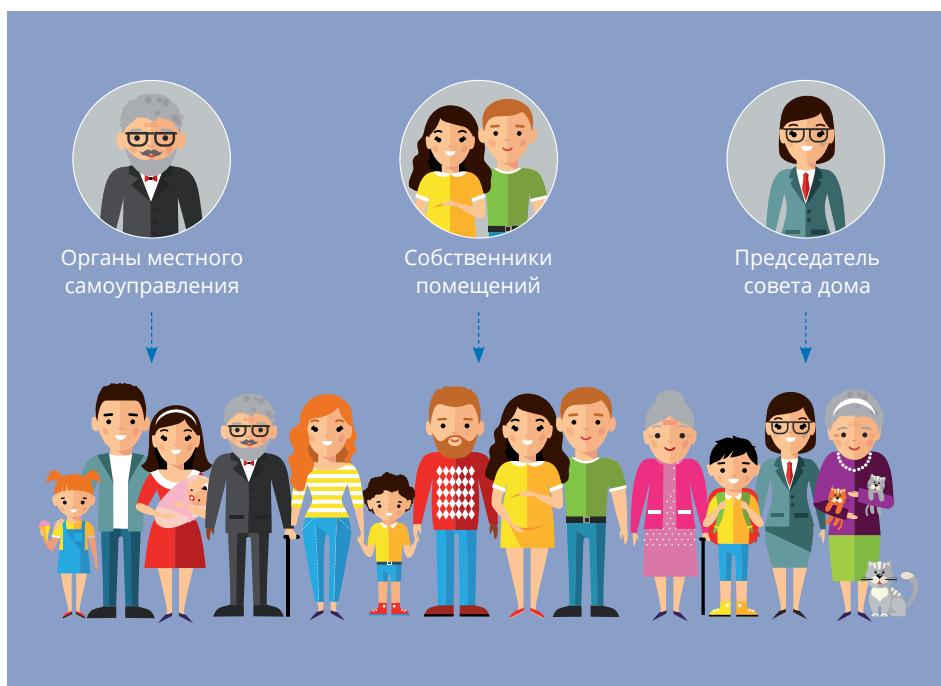 Органы местного
самоуправления
Собственники
помещений
Председатель
совета дома